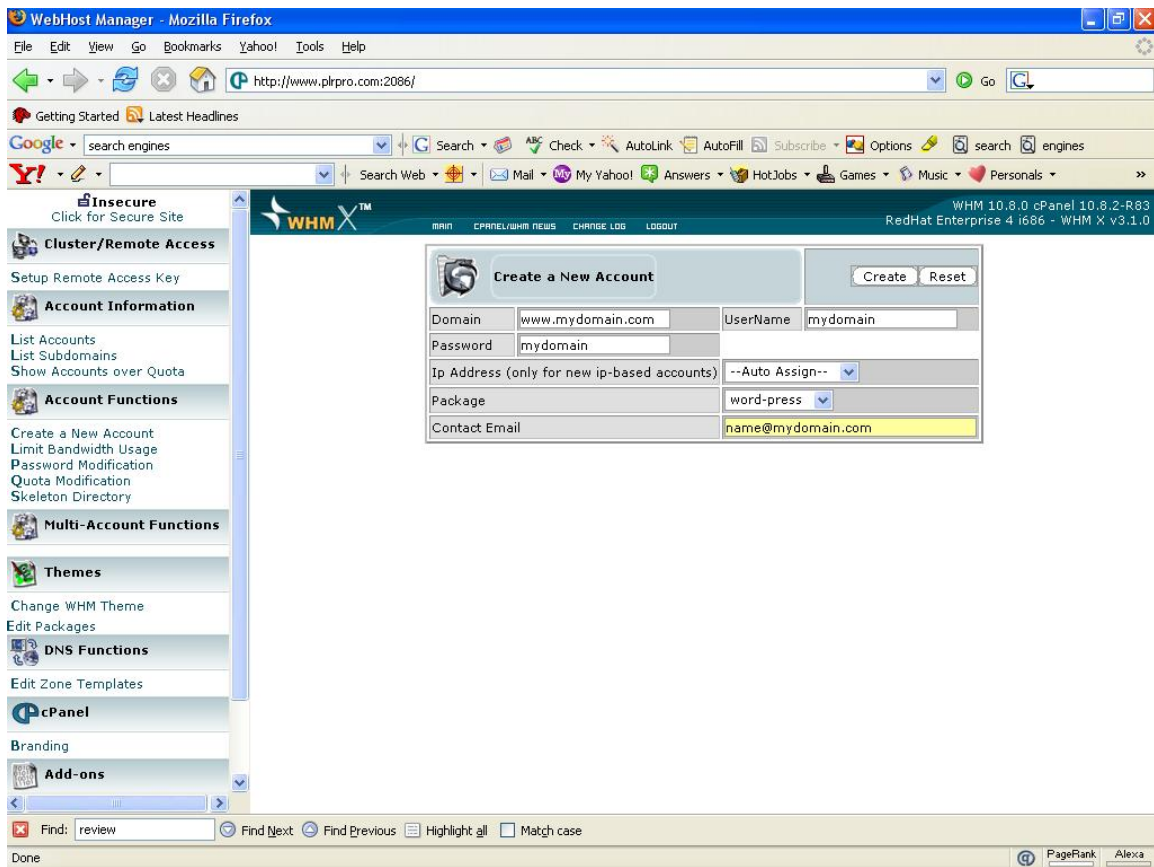 WebHost Manager - Mozilla Firefox
File Edit View Go Bookmarks Yahoo! Tools Help
http://www.plrpro.com:2086/ Go G
Getting Started Latest Headlines
Google search engines Search Check AutoLink AutoFill Subscribe Options search engines
Y! Search Web Mail My Yahoo! Answers HotJobs Games Music Personals »
Insecure
Click for Secure Site
Cluster/Remote Access
Setup Remote Access Key
Account Information
List Accounts
List Subdomains
Show Accounts over Quota
Account Functions
Create a New Account
Limit Bandwidth Usage
Password Modification
Quota Modification
Skeleton Directory
Multi-Account Functions
Themes
Change WHM Theme
Edit Packages
DNS Functions
Edit Zone Templates
cPanel
Branding
Add-ons
WHM X™
MAIN CPANEL/WHM NEWS CHANGE LOG LOGOUT
WHM 10.8.0 cPanel 10.8.2-R83
RedHat Enterprise 4 i686 - WHM X v3.1.0
Create a New Account Create Reset
Domain www.mydomain.com UserName mydomain
Password mydomain
Ip Address (only for new ip-based accounts) --Auto Assign--
Package word-press
Contact Email name@mydomain.com
Find: review Find Next Find Previous Highlight all Match case
Done PageRank Alexa